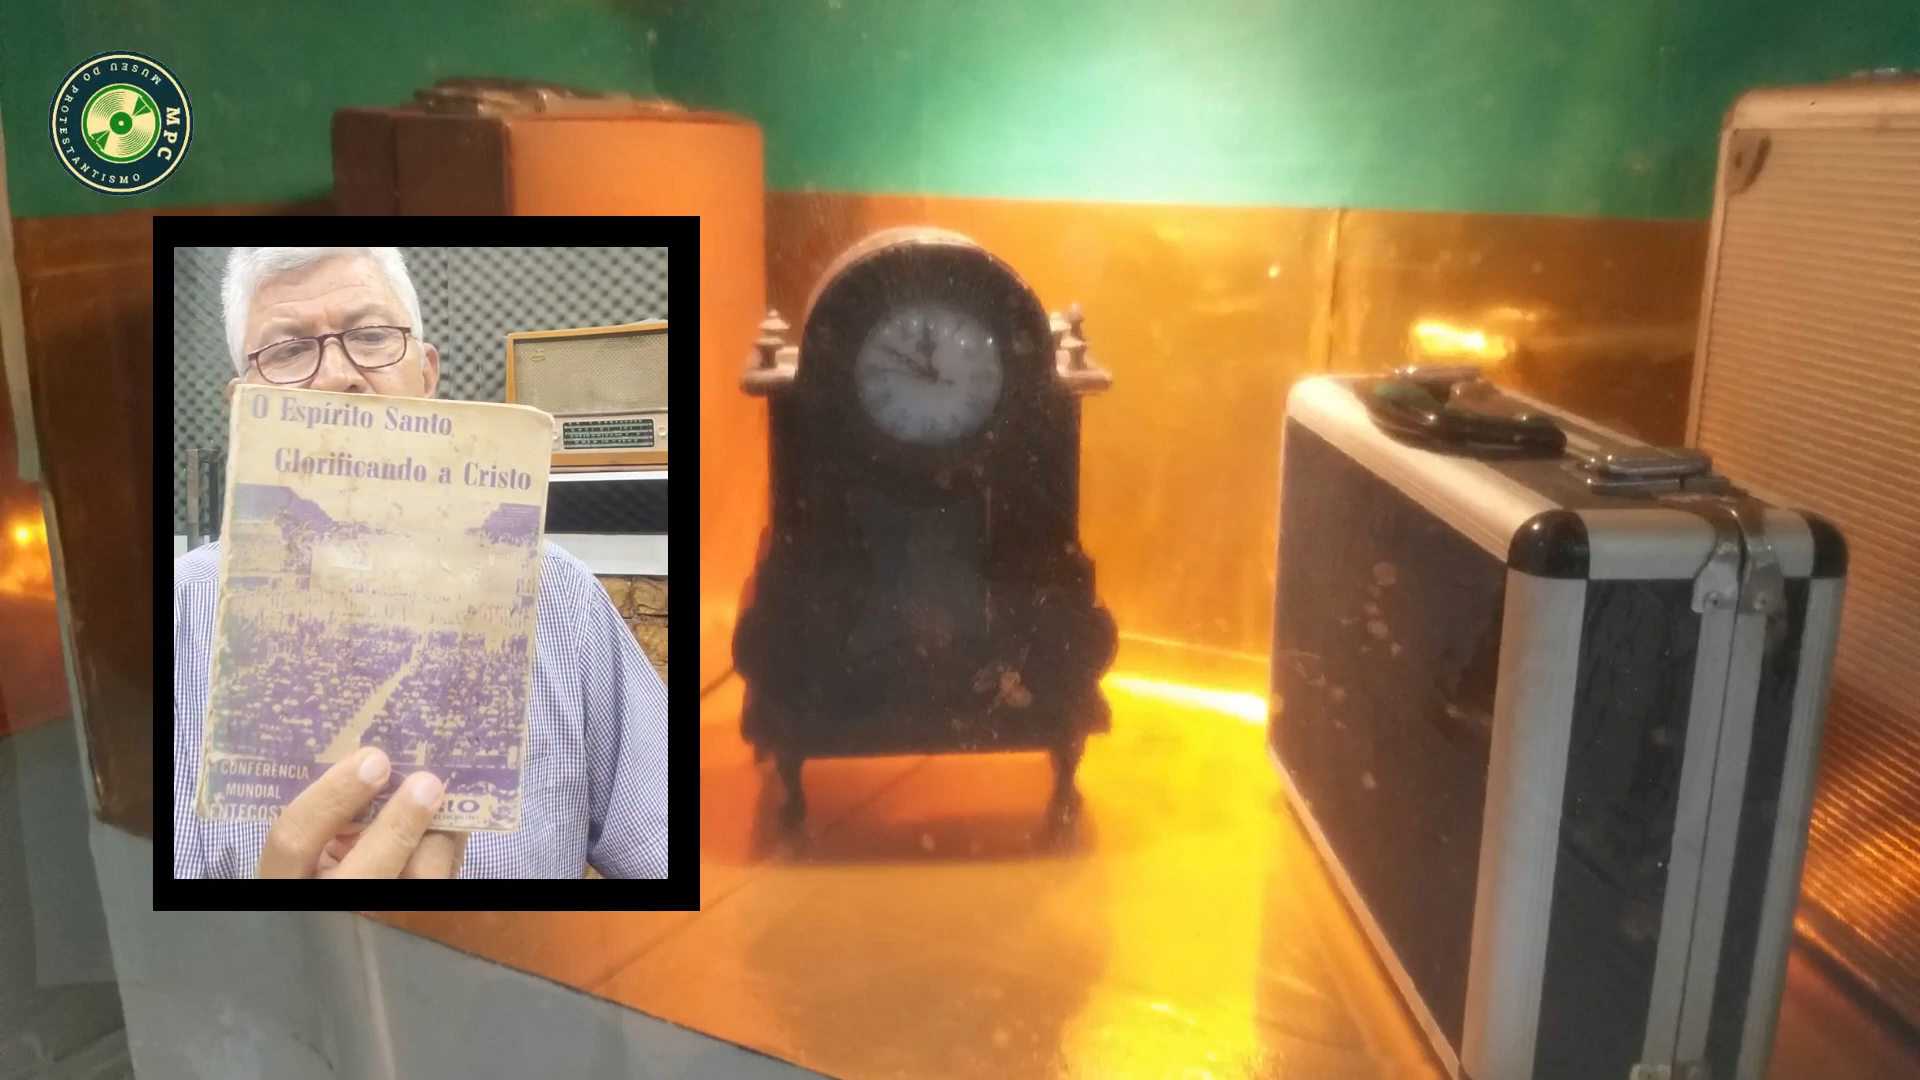 MUSEU DO PROTESTANTISMO
MPC
O Espírito Santo
Glorificando a Cristo
CONFERÊNCIA
MUNDIAL